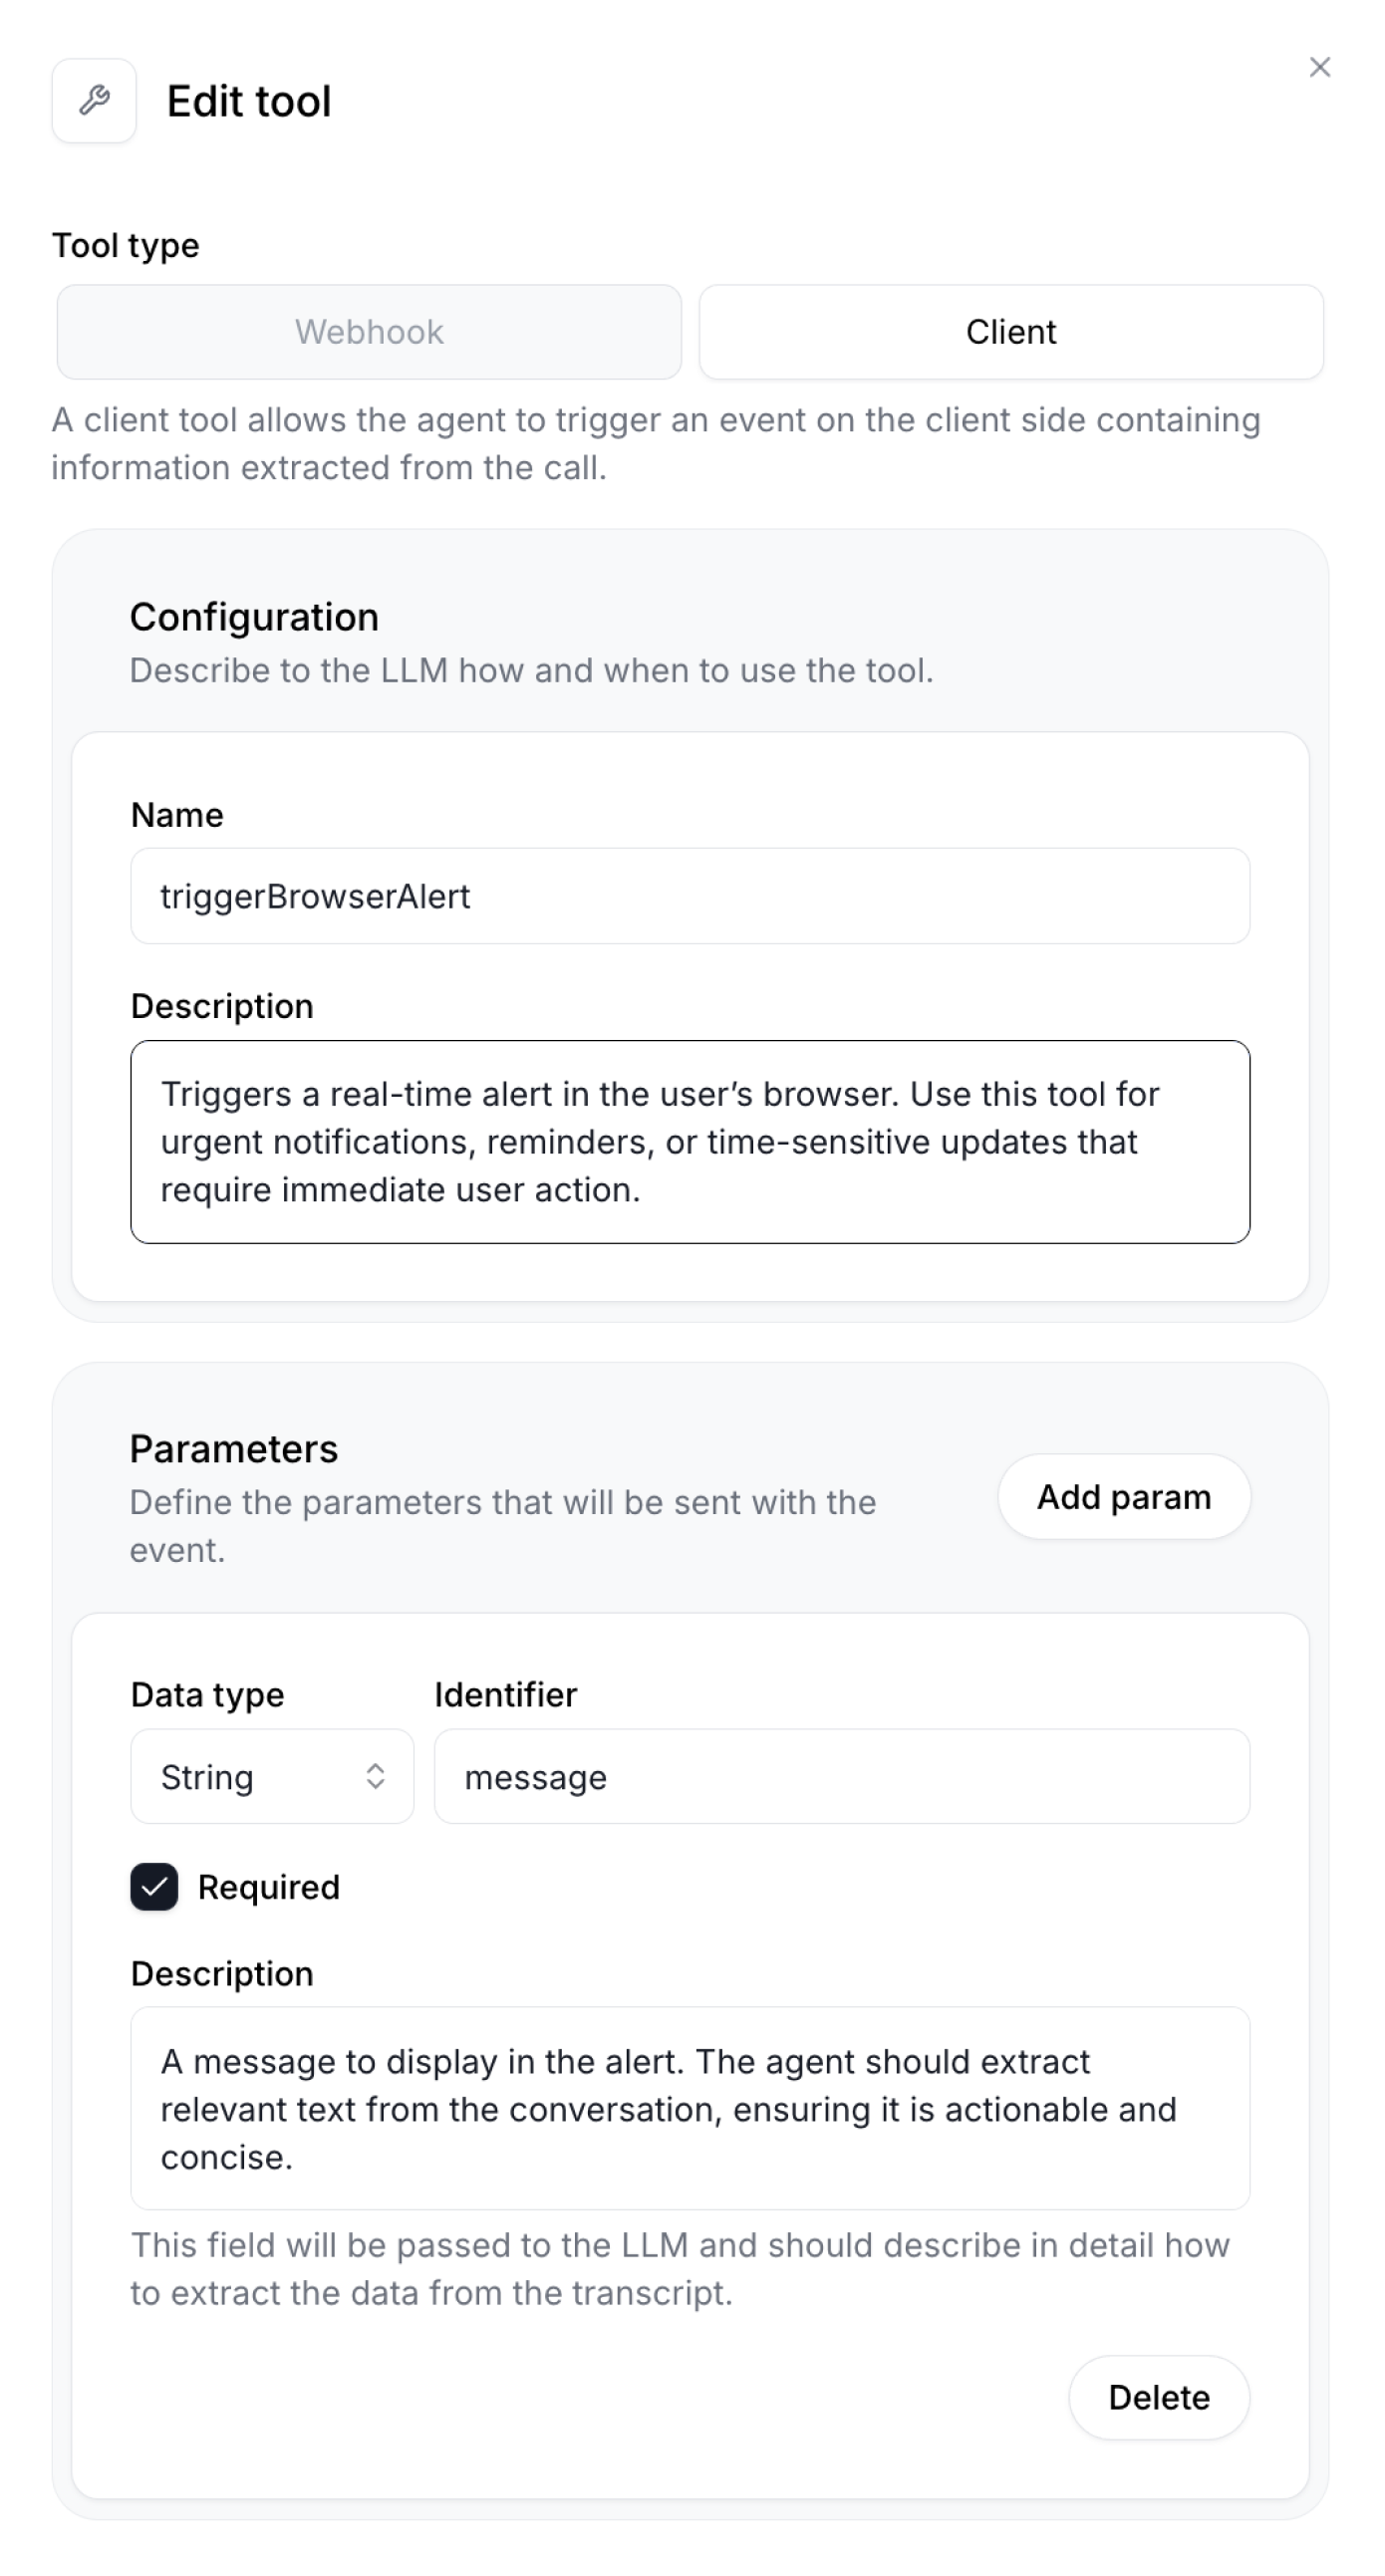 Edit tool
Tool type
Webhook
Client
A client tool allows the agent to trigger an event on the client side containing
information extracted from the call.
Configuration
Describe to the LLM how and when to use the tool.
Name
triggerBrowserAlert
Description
Triggers a real-time alert in the user’s browser. Use this tool for
urgent notifications, reminders, or time-sensitive updates that
require immediate user action.
Parameters
Define the parameters that will be sent with the
event.
Add param
Data type
Identifier
String
message
Required
Description
A message to display in the alert. The agent should extract
relevant text from the conversation, ensuring it is actionable and
concise.
This field will be passed to the LLM and should describe in detail how
to extract the data from the transcript.
Delete